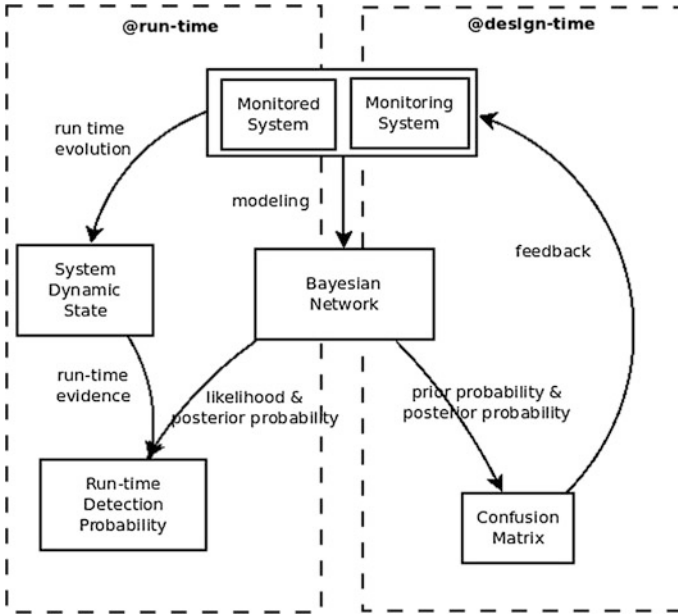 @run-time
@design-time
Monitored
System
Monitoring
System
run time
evolution
modeling
feedback
System
Dynamic
State
Bayesian
Network
run-time
evidence
likelihood &
posterior probability
prior probability &
posterior probability
Run-time
Detection
Probability
Confusion
Matrix